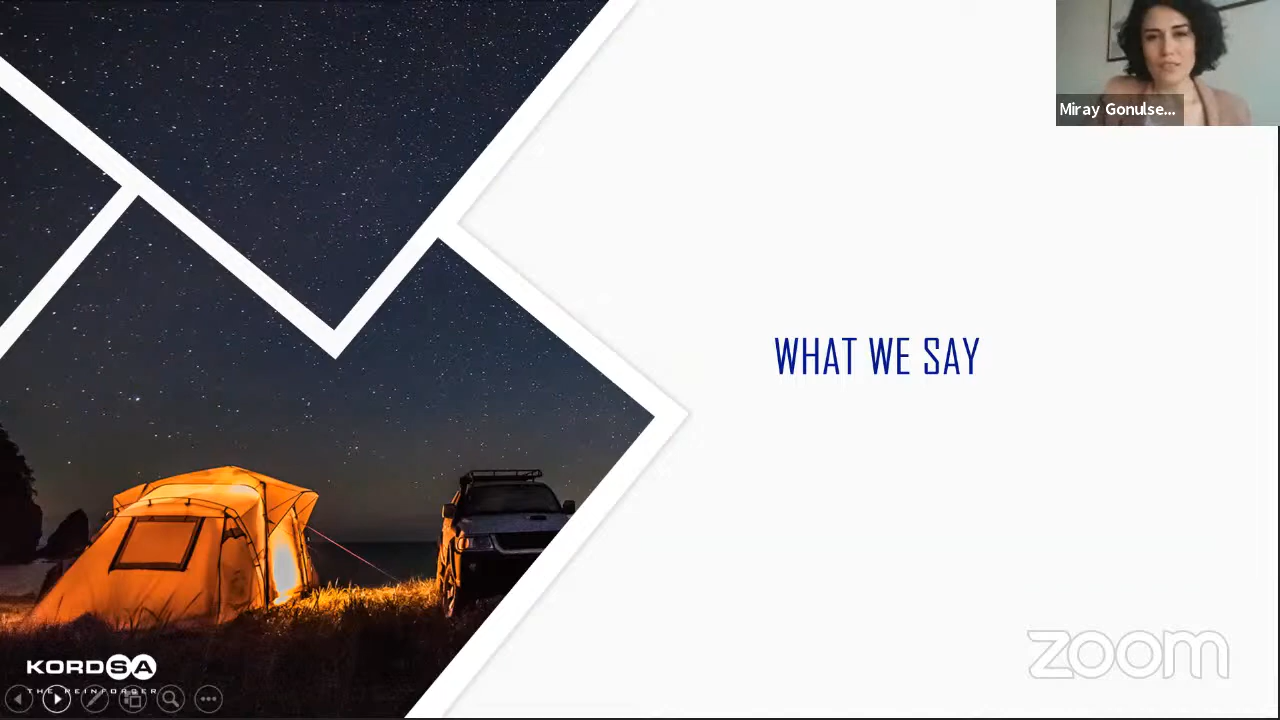 Miray Gonulse...
WHAT WE SAY
KORDSA
THE REINFORCER
zoom